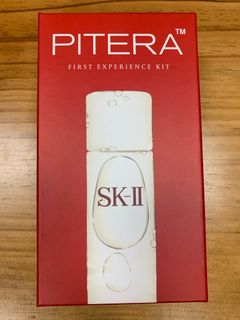 PITERA™
FIRST EXPERIENCE KIT
SK-II